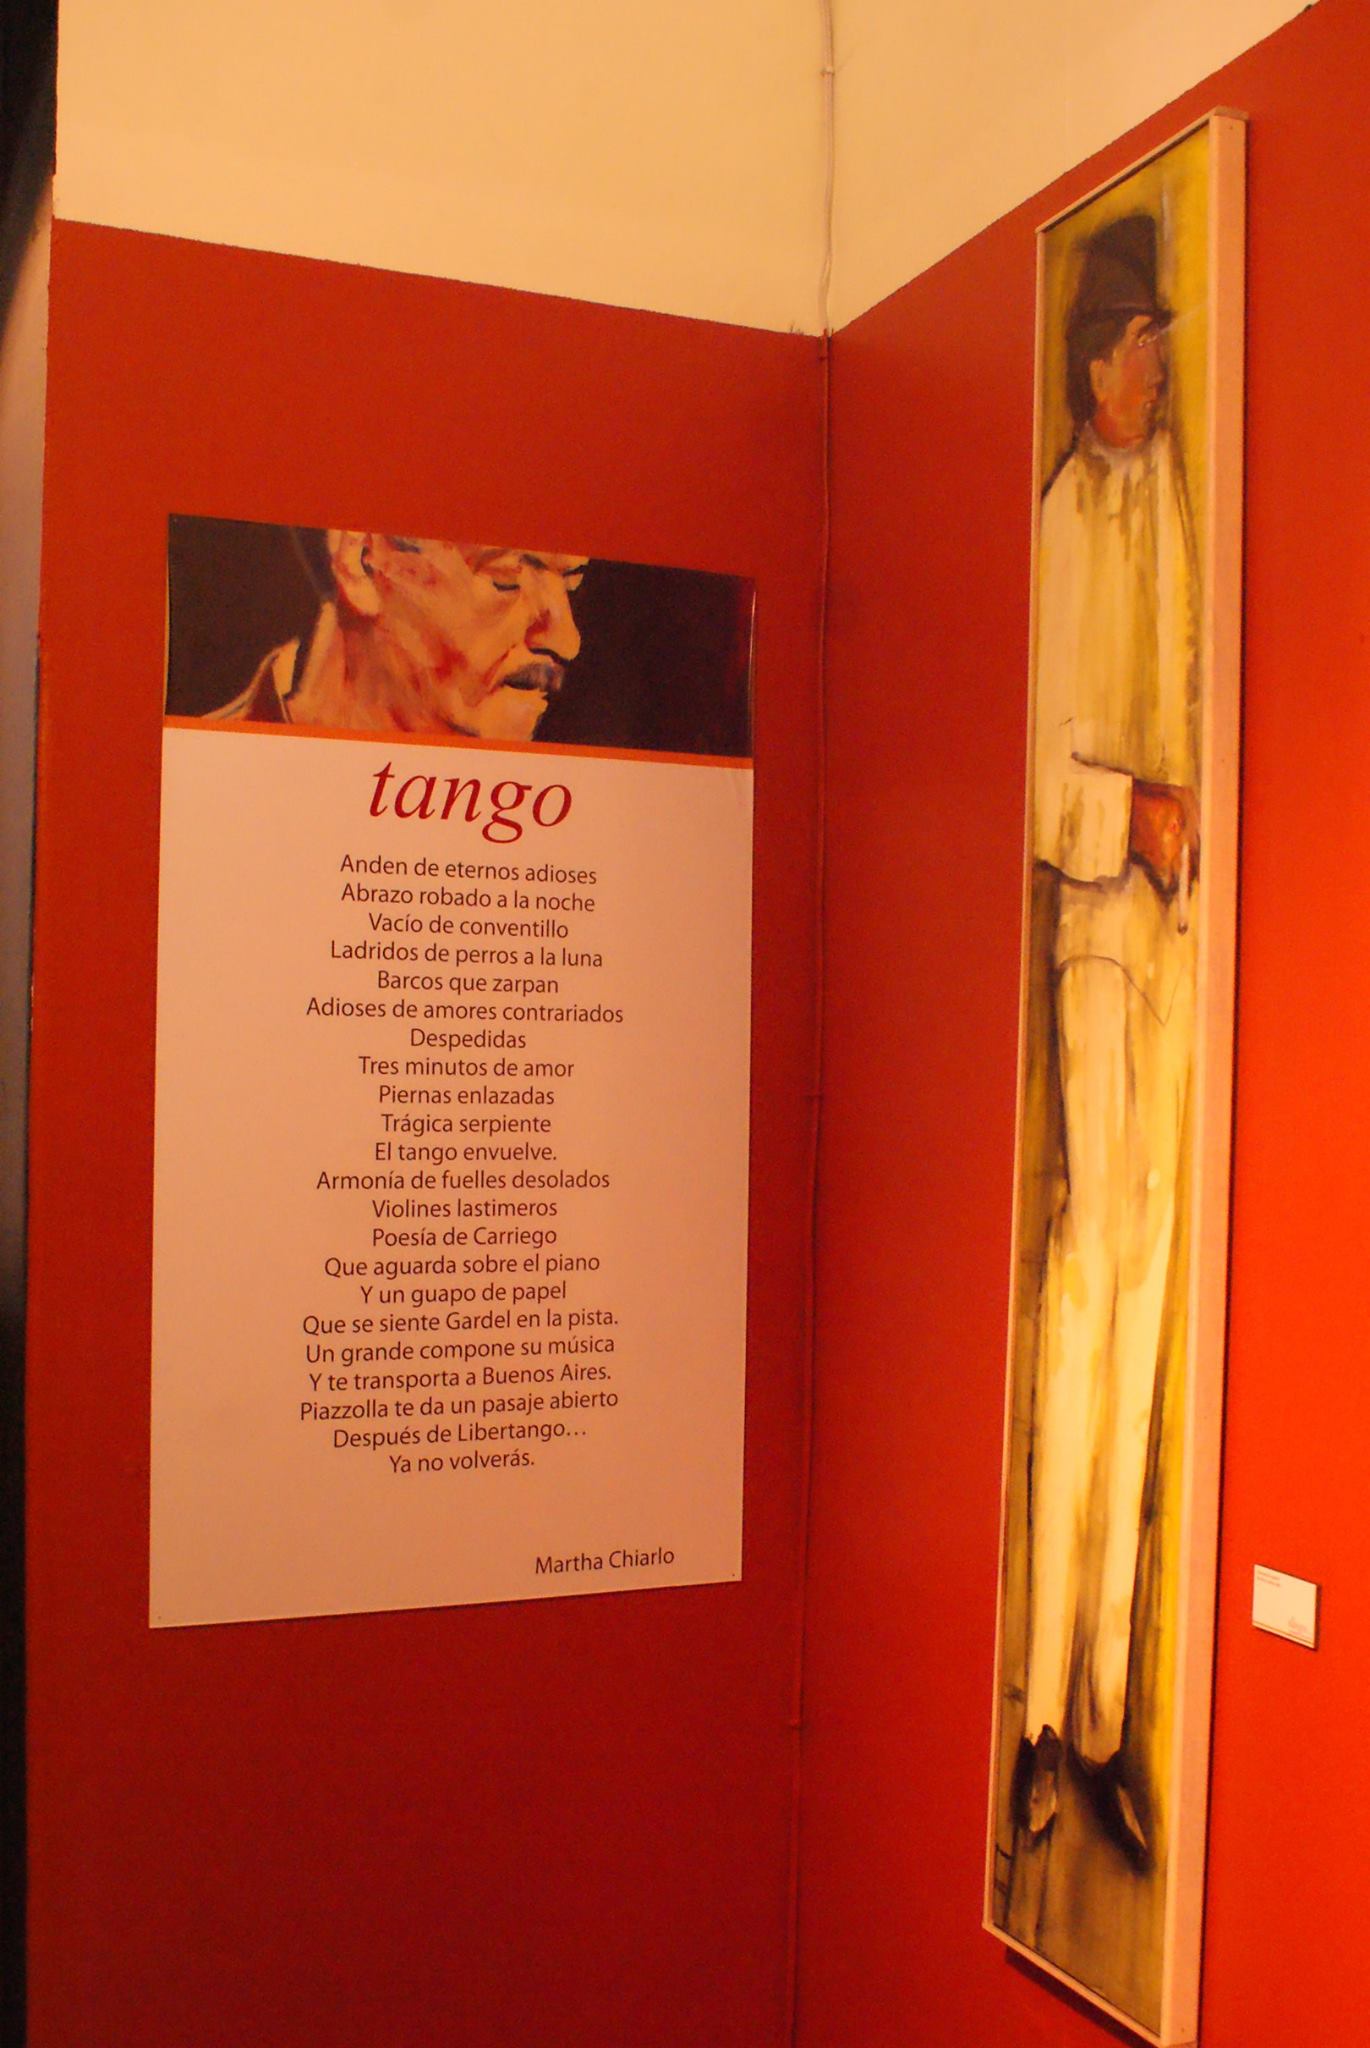 tango
Anden de eternos adioses
Abrazo robado a la noche
Vacío de conventillo
Ladridos de perros a la luna
Barcos que zarpan
Adioses de amores contrariados
Despedidas
Tres minutos de amor
Piernas enlazadas
Trágica serpiente
El tango envuelve.
Armonía de fuelles desolados
Violines lastimeros
Poesía de Carriego
Que aguarda sobre el piano
Y un guapo de papel
Que se siente Gardel en la pista.
Un grande compone su música
Y te transporta a Buenos Aires.
Piazzolla te da un pasaje abierto
Después de Libertango...
Ya no volverás.
Martha Chiarlo